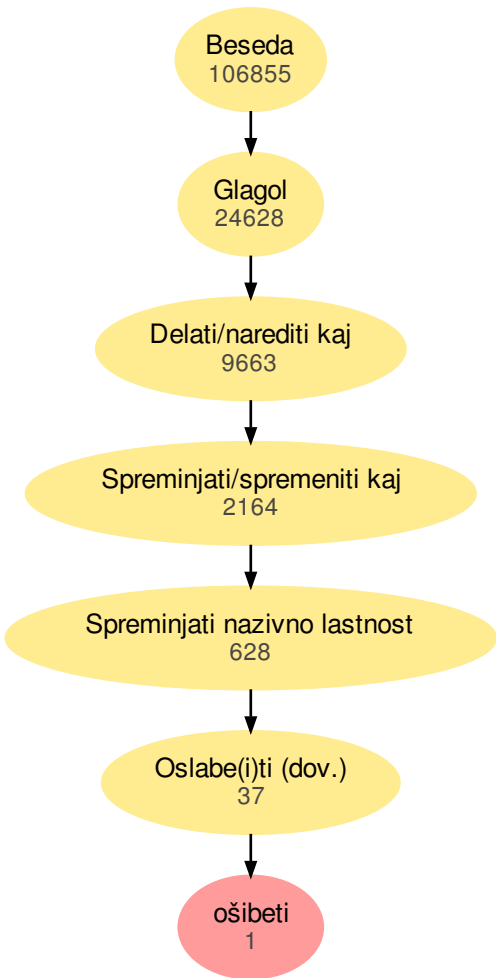 Beseda
106855
Glagol
24628
Delati/narediti kaj
9663
Spreminjati/spremeniti kaj
2164
Spreminjati nazivno lastnost
628
Oslabe(i)ti (dov.)
37
ošibeti
1